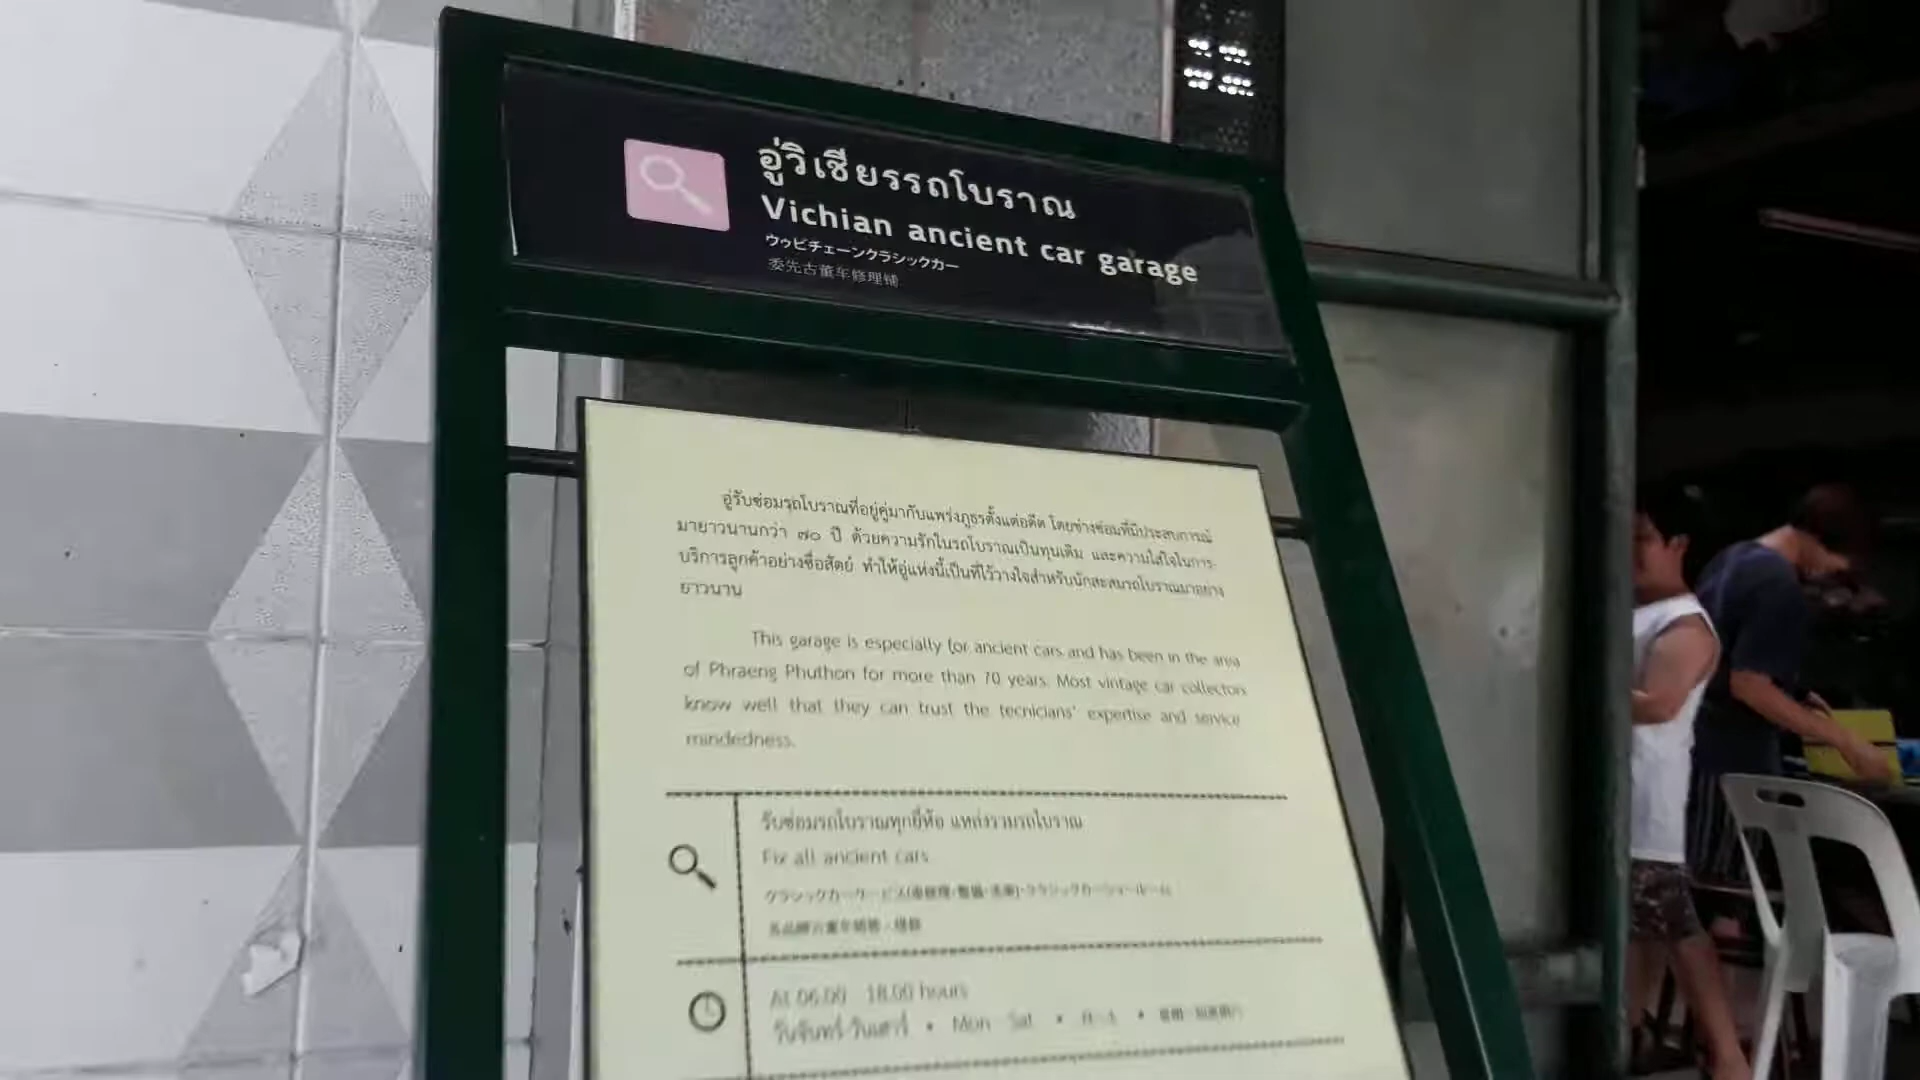 อู่วิเชียรรถโบราณ
Vichian ancient car garage
ウゥビチェーンクラシックカー
委先古董车修理铺
อู่รับซ่อมรถโบราณที่อยู่คู่มากับแพร่งภูธรตั้งแต่อดีต โดยช่างซ่อมที่มีประสบการณ์
มายาวนานกว่า ๗๐ ปี ด้วยความรักในรถโบราณเป็นทุนเดิม และความใส่ใจในการ-
บริการลูกค้าอย่างซื่อสัตย์ ทำให้อู่แห่งนี้เป็นที่ไว้วางใจสำหรับนักสะสมรถโบราณมาอย่าง
ยาวนาน
This garage is especially for ancient cars and has been in the area
of Phraeng Phuthon for more than 70 years. Most vintage car collectors
know well that they can trust the tecnicians' expertise and service
mindedness.
รับซ่อมรถโบราณทุกยี่ห้อ แหล่งรวมรถโบราณ
Fix all ancient cars
At 06.00 - 18.00 hours
วันจันทร์-วันเสาร์ • Mon - Sat • 月-土 •